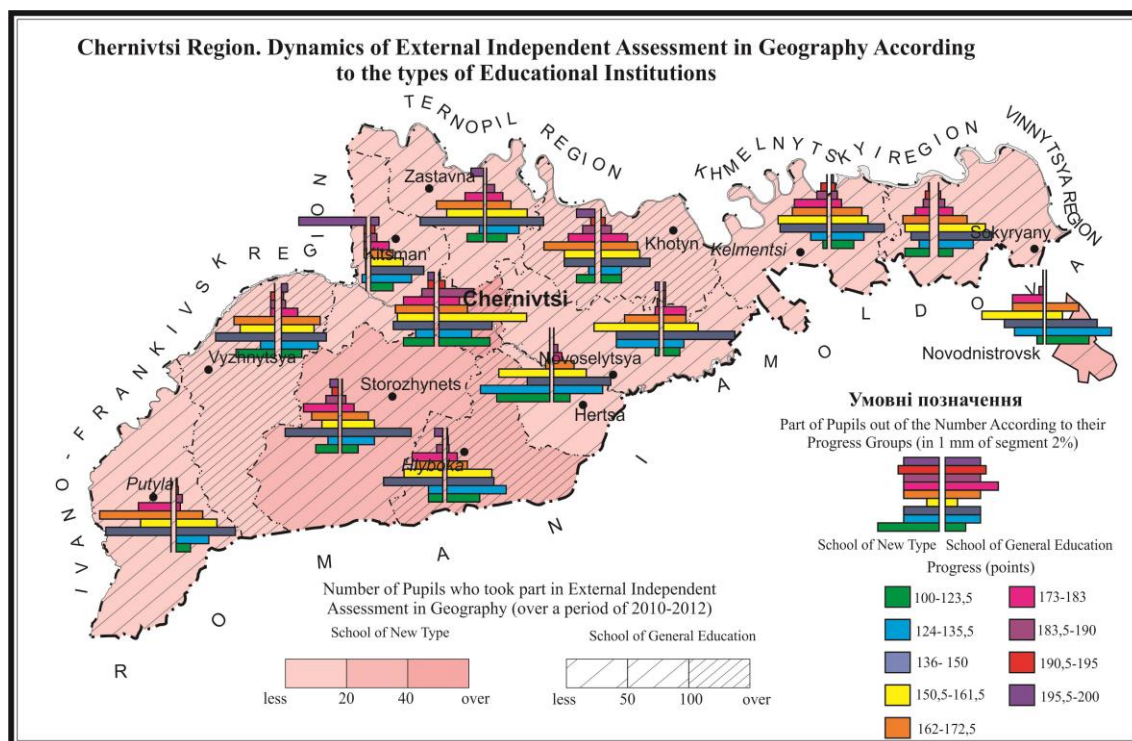 Chernivtsi Region. Dynamics of External Independent Assessment in Geography According
to the types of Educational Institutions
TERNOPIL REGION
KHMELNYTSKYI REGION
VINNYTSYA REGION
IVANO-FRANKIVSK REGION
Zastavna
Kitsman
Khotyn
Kelmentsi
Sokyryany
Chernivtsi
Vyzhnytsya
Novoselytsya
Novodnistrovsk
Storozhynets
Hertsa
Hlyboka
Putyla
R O M A N I A
M O L D O V A
Умовні позначення
Part of Pupils out of the Number According to their
Progress Groups (in 1 mm of segment 2%)
School of New Type
School of General Education
Progress (points)
100-123,5
124-135,5
136- 150
150,5-161,5
162-172,5
173-183
183,5-190
190,5-195
195,5-200
Number of Pupils who took part in External Independent
Assessment in Geography (over a period of 2010-2012)
School of New Type
less 20 40 over
School of General Education
less 50 100 over